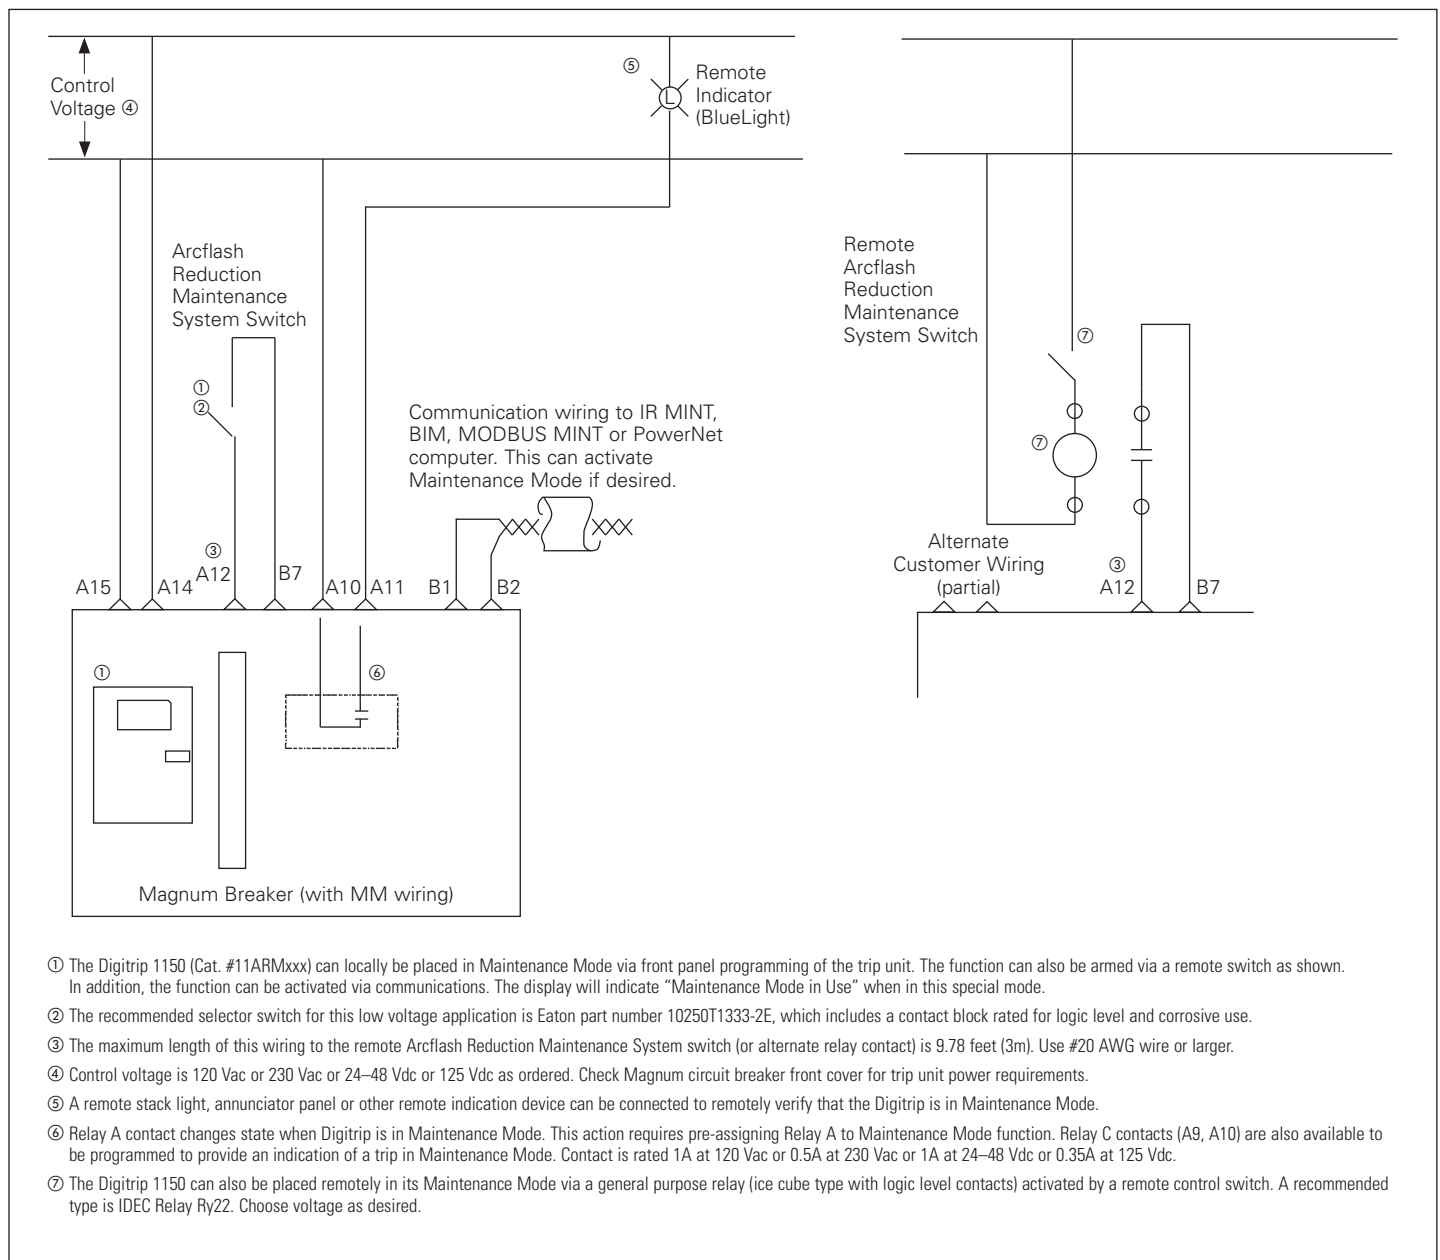 Control
Voltage ④
⑤
Remote
Indicator
(BlueLight)
L
Arcflash
Reduction
Maintenance
System Switch
①
②
Communication wiring to IR MINT,
BIM, MODBUS MINT or PowerNet
computer. This can activate
Maintenance Mode if desired.
③
A15
A14
A12
B7
A10
A11
B1
B2
①
⑥
Magnum Breaker (with MM wiring)
Remote
Arcflash
Reduction
Maintenance
System Switch
⑦
⑦
Alternate
Customer Wiring
(partial)
③
A12
B7
① The Digitrip 1150 (Cat. #11ARMxxx) can locally be placed in Maintenance Mode via front panel programming of the trip unit. The function can also be armed via a remote switch as shown.
In addition, the function can be activated via communications. The display will indicate “Maintenance Mode in Use” when in this special mode.
② The recommended selector switch for this low voltage application is Eaton part number 10250T1333-2E, which includes a contact block rated for logic level and corrosive use.
③ The maximum length of this wiring to the remote Arcflash Reduction Maintenance System switch (or alternate relay contact) is 9.78 feet (3m). Use #20 AWG wire or larger.
④ Control voltage is 120 Vac or 230 Vac or 24–48 Vdc or 125 Vdc as ordered. Check Magnum circuit breaker front cover for trip unit power requirements.
⑤ A remote stack light, annunciator panel or other remote indication device can be connected to remotely verify that the Digitrip is in Maintenance Mode.
⑥ Relay A contact changes state when Digitrip is in Maintenance Mode. This action requires pre-assigning Relay A to Maintenance Mode function. Relay C contacts (A9, A10) are also available to
be programmed to provide an indication of a trip in Maintenance Mode. Contact is rated 1A at 120 Vac or 0.5A at 230 Vac or 1A at 24–48 Vdc or 0.35A at 125 Vdc.
⑦ The Digitrip 1150 can also be placed remotely in its Maintenance Mode via a general purpose relay (ice cube type with logic level contacts) activated by a remote control switch. A recommended
type is IDEC Relay Ry22. Choose voltage as desired.